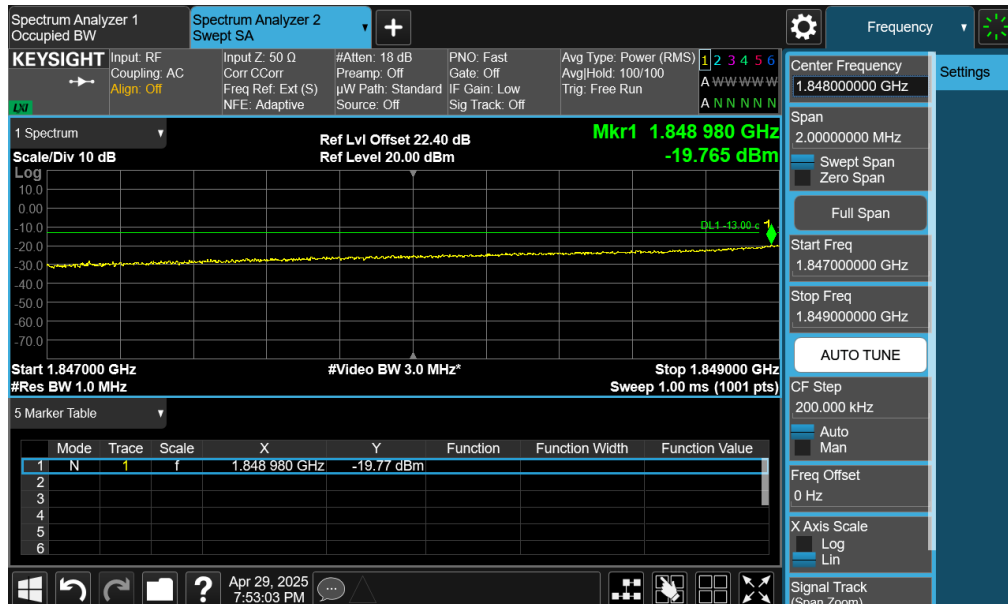 Spectrum Analyzer 1
Occupied BW
Spectrum Analyzer 2
Swept SA
Frequency
KEYSIGHT
LXI
Input: RF
Coupling: AC
Align: Off
Input Z: 50 Ω
Corr CCorr
Freq Ref: Ext (S)
NFE: Adaptive
#Atten: 18 dB
Preamp: Off
µW Path: Standard
Source: Off
PNO: Fast
Gate: Off
IF Gain: Low
Sig Track: Off
Avg Type: Power (RMS)
Avg|Hold: 100/100
Trig: Free Run
1 2 3 4 5 6
A W W W W W
A N N N N N
1 Spectrum
Scale/Div 10 dB
Ref Lvl Offset 22.40 dB
Ref Level 20.00 dBm
Mkr1 1.848 980 GHz
-19.765 dBm
Log
10.0
0.00
-10.0
-20.0
-30.0
-40.0
-50.0
-60.0
-70.0
DL1 -13.00
1
Start 1.847000 GHz
#Res BW 1.0 MHz
#Video BW 3.0 MHz*
Stop 1.849000 GHz
Sweep 1.00 ms (1001 pts)
5 Marker Table
Mode Trace Scale X Y Function Function Width Function Value
1 N 1 f 1.848 980 GHz -19.77 dBm
2
3
4
5
6
Apr 29, 2025
7:53:03 PM
Center Frequency
1.848000000 GHz
Settings
Span
2.00000000 MHz
Swept Span
Zero Span
Full Span
Start Freq
1.847000000 GHz
Stop Freq
1.849000000 GHz
AUTO TUNE
CF Step
200.000 kHz
Auto
Man
Freq Offset
0 Hz
X Axis Scale
Log
Lin
Signal Track
(Span Zoom)